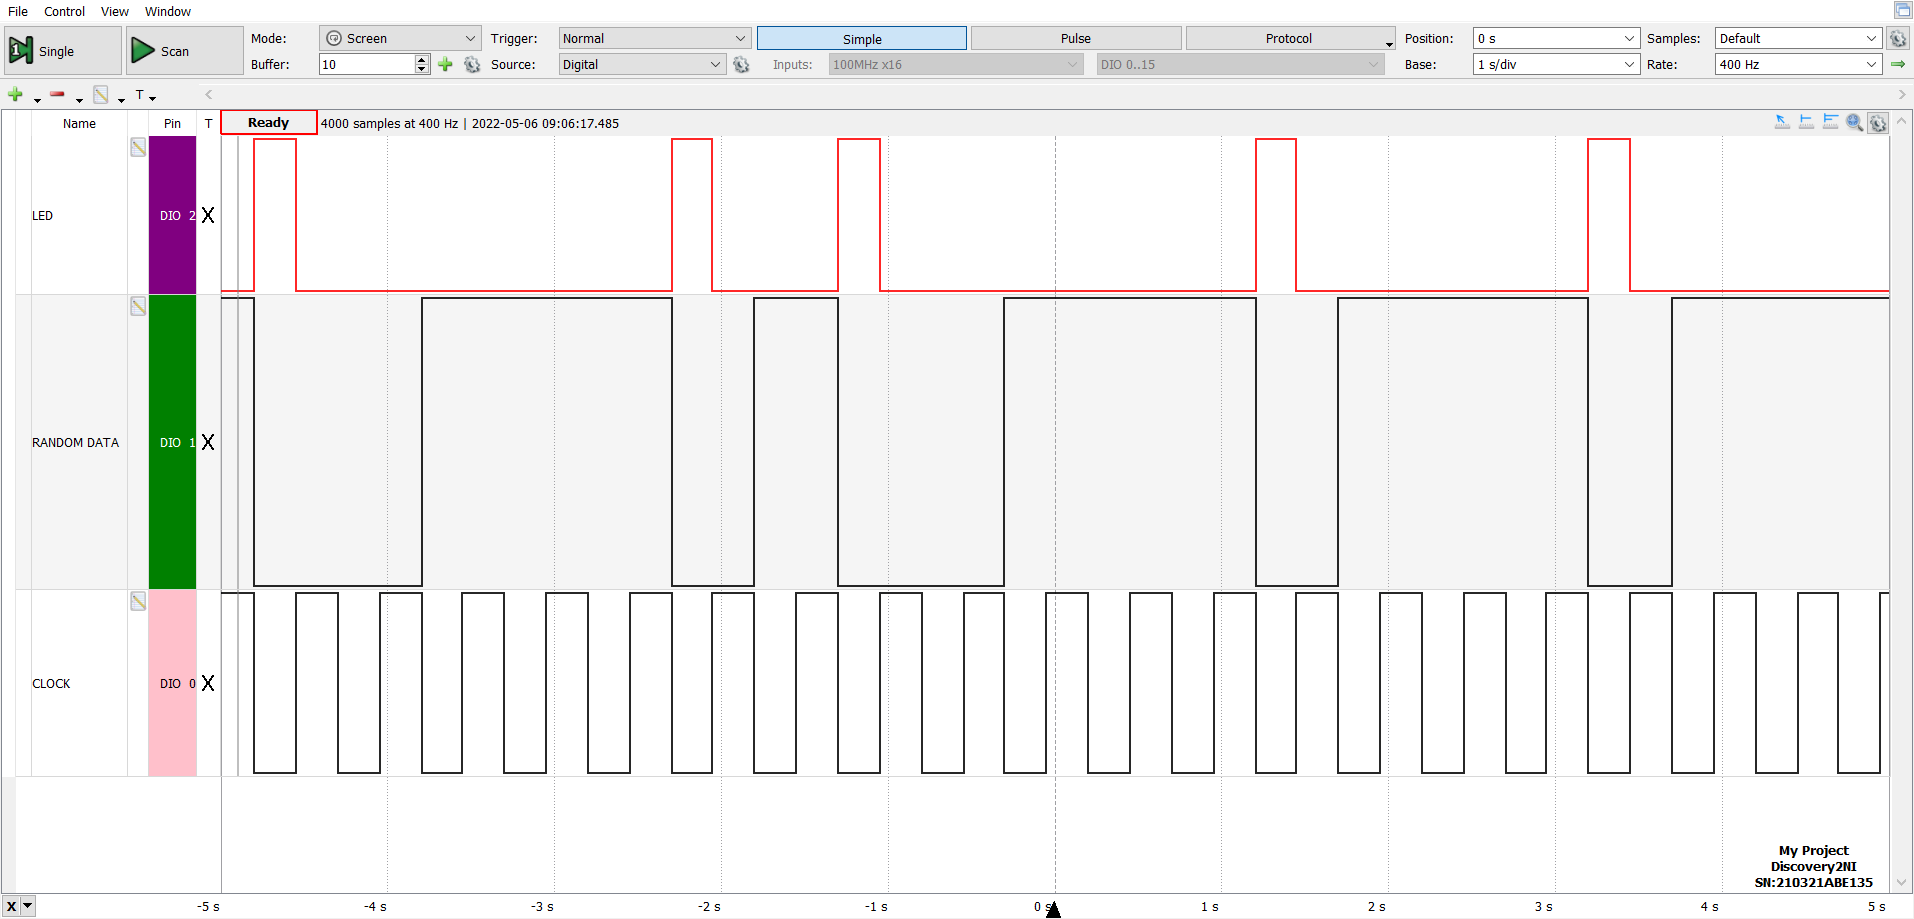 File Control View Window
Single Scan Mode: Screen Trigger: Normal Simple Pulse Protocol Position: 0 s Samples: Default
Buffer: 10 Source: Digital Inputs: 100MHz x16 DIO 0..15 Base: 1 s/div Rate: 400 Hz
T
Name Pin T Ready 4000 samples at 400 Hz | 2022-05-06 09:06:17.485
LED DIO 2 X
RANDOM DATA DIO 1 X
CLOCK DIO 0 X
My Project
Discovery2NI
SN:210321ABE135
X -5 s -4 s -3 s -2 s -1 s 0 s 1 s 2 s 3 s 4 s 5 s